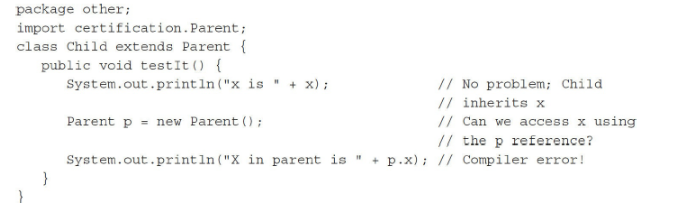 package other;
import certification.Parent;
class Child extends Parent {
    public void testIt() {
        System.out.println("x is " + x);               // No problem; Child
                                                       // inherits x
        Parent p = new Parent();                       // Can we access x using
                                                       // the p reference?
        System.out.println("X in parent is " + p.x);   // Compiler error!
    }
}